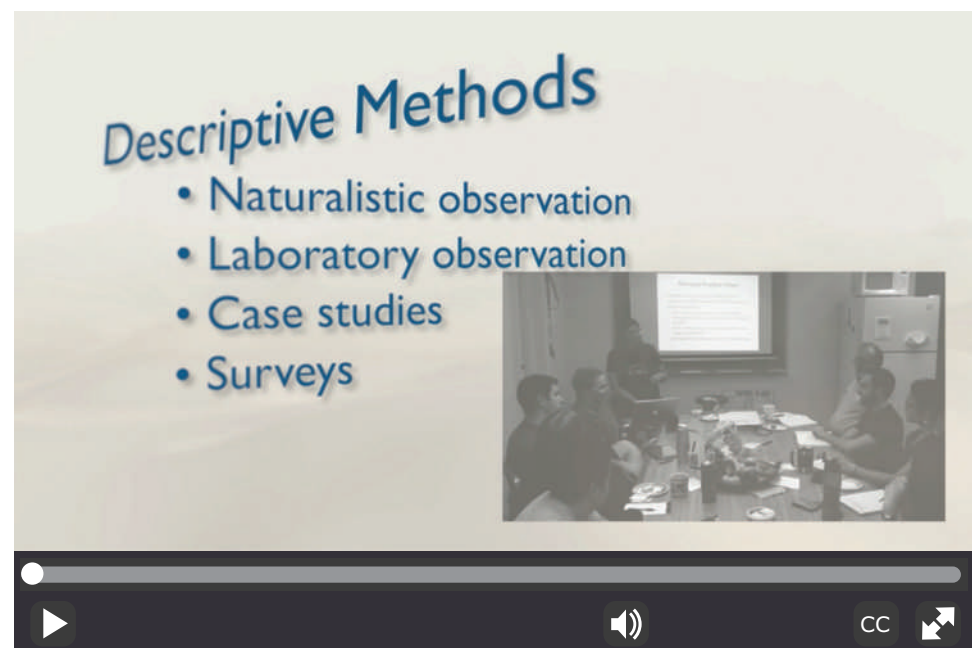 Descriptive Methods
• Naturalistic observation
• Laboratory observation
• Case studies
• Surveys
CC